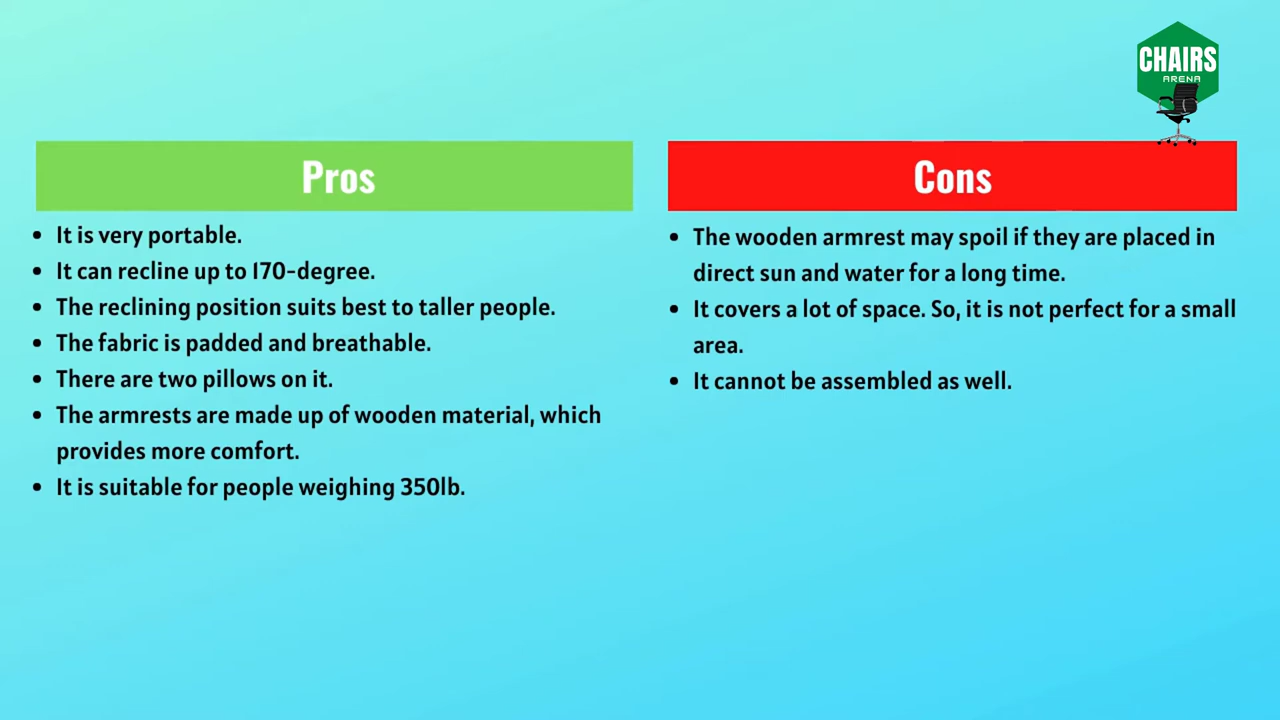 CHAIRS
ARENA
Pros
• It is very portable.
• It can recline up to 170-degree.
• The reclining position suits best to taller people.
• The fabric is padded and breathable.
• There are two pillows on it.
• The armrests are made up of wooden material, which
provides more comfort.
• It is suitable for people weighing 350lb.
Cons
• The wooden armrest may spoil if they are placed in
direct sun and water for a long time.
• It covers a lot of space. So, it is not perfect for a small
area.
• It cannot be assembled as well.